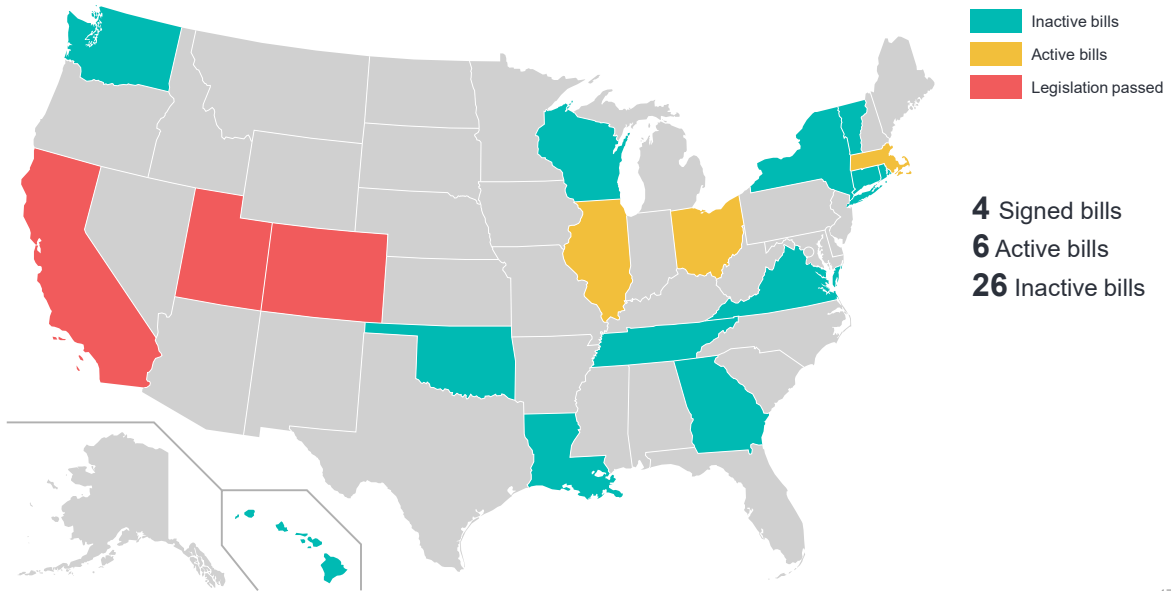 Inactive bills
Active bills
Legislation passed
4 Signed bills
6 Active bills
26 Inactive bills